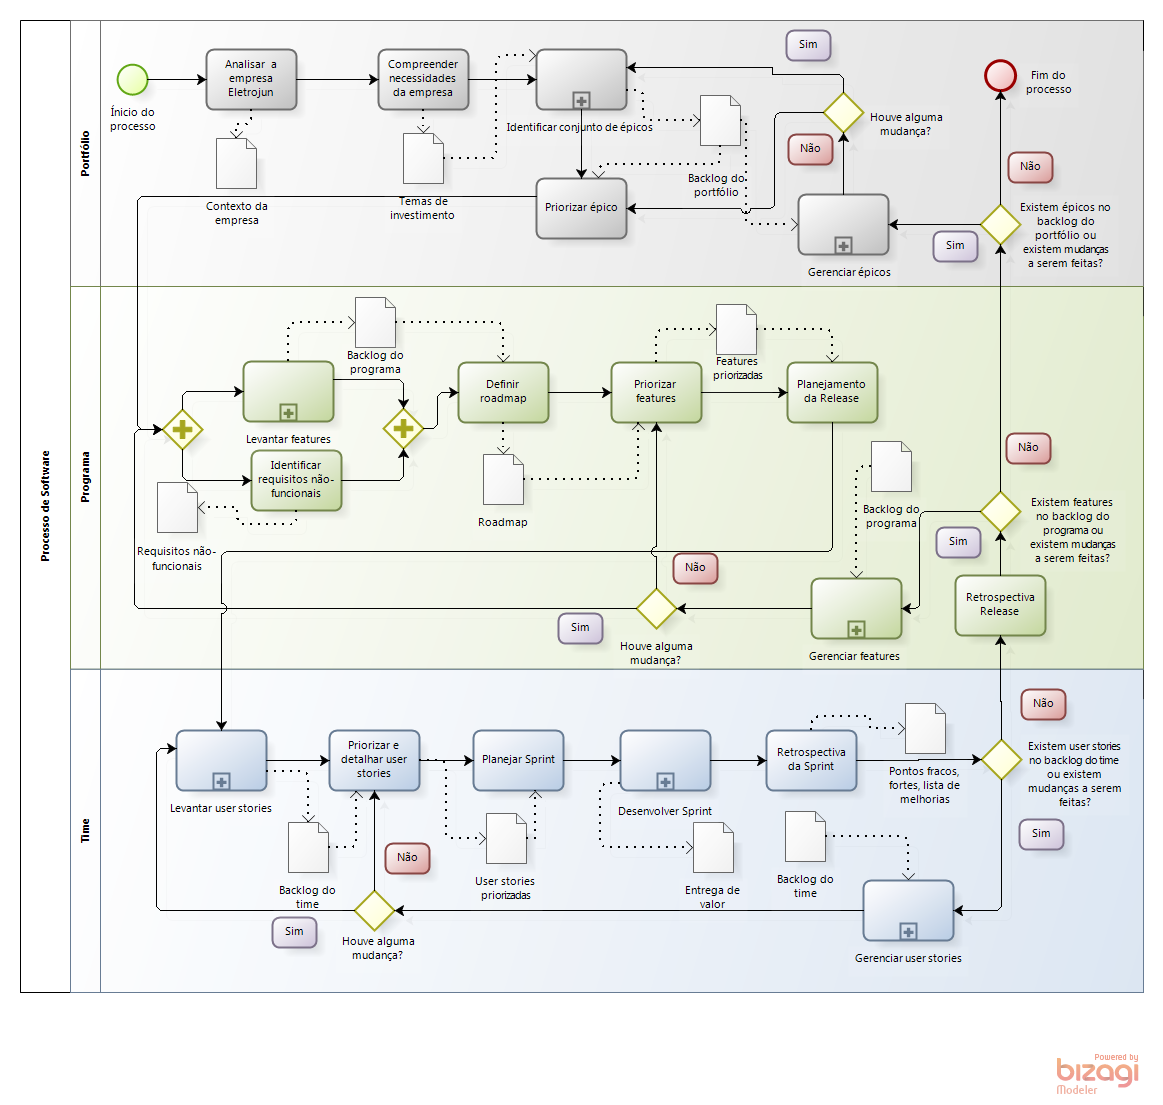 Processo de Software
Portfólio
Ínicio do
processo
Analisar a
empresa
Eletrojun
Contexto da
empresa
Compreender
necessidades
da empresa
Temas de
investimento
Identificar conjunto de épicos
Priorizar épico
Backlog do
portfólio
Sim
Houve alguma
mudança?
Não
Gerenciar épicos
Fim do
processo
Não
Existem épicos no
backlog do
portfólio ou
existem mudanças
a serem feitas?
Sim
Programa
Levantar features
Identificar
requisitos não-
funcionais
Requisitos não-
funcionais
Backlog do
programa
Definir
roadmap
Roadmap
Priorizar
features
Features
priorizadas
Planejamento
da Release
Backlog do
programa
Não
Existem features
no backlog do
programa ou
existem mudanças
a serem feitas?
Sim
Retrospectiva
Release
Gerenciar features
Não
Sim
Houve alguma
mudança?
Time
Levantar user stories
Backlog do
time
Priorizar e
detalhar user
stories
Planejar Sprint
User stories
priorizadas
Desenvolver Sprint
Entrega de
valor
Retrospectiva
da Sprint
Pontos fracos,
fortes, lista de
melhorias
Não
Existem user stories
no backlog do time
ou existem
mudanças a serem
feitas?
Sim
Backlog do
time
Gerenciar user stories
Não
Sim
Houve alguma
mudança?
Powered by
bizagi
Modeler